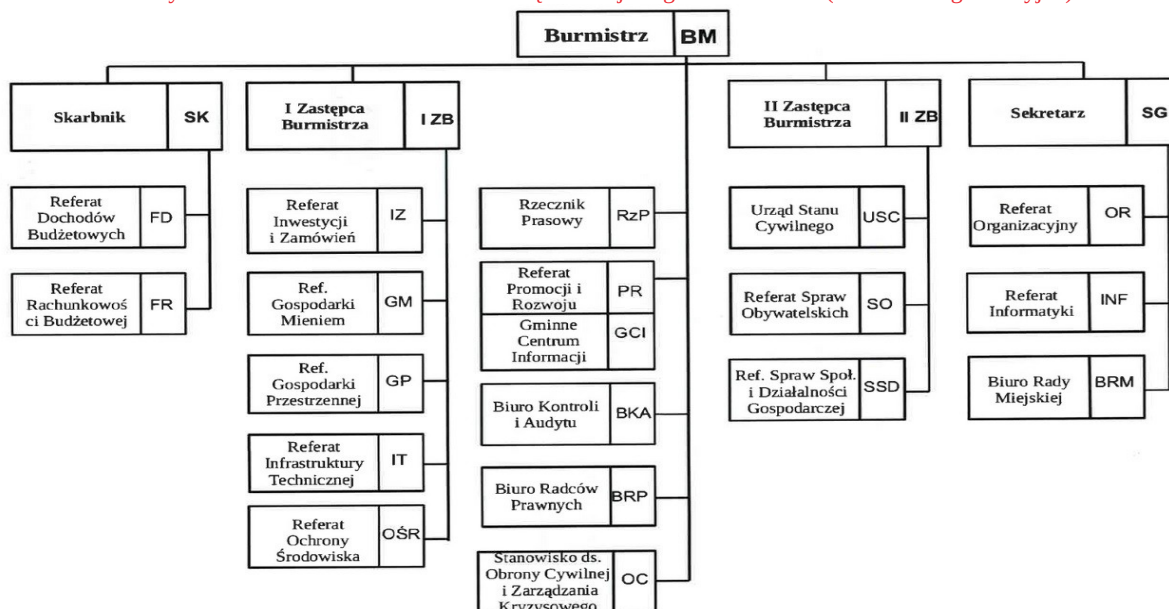 Burmistrz BM
Skarbnik SK
I Zastępca
Burmistrza
I ZB
II Zastępca
Burmistrza
II ZB
Sekretarz SG
Referat
Dochodów
Budżetowych
FD
Referat
Rachunkowoś
ci Budżetowej
FR
Referat
Inwestycji
i Zamówień
IZ
Ref.
Gospodarki
Mieniem
GM
Ref.
Gospodarki
Przestrzennej
GP
Referat
Infrastruktury
Technicznej
IT
Referat
Ochrony
Środowiska
OŚR
Rzecznik
Prasowy
RzP
Referat
Promocji i
Rozwoju
PR
Gminne
Centrum
Informacji
GCI
Biuro Kontroli
i Audytu
BKA
Biuro Radców
Prawnych
BRP
Stanowisko ds.
Obrony Cywilnej
i Zarządzania
Kryzysowego
OC
Urząd Stanu
Cywilnego
USC
Referat Spraw
Obywatelskich
SO
Ref. Spraw Społ.
i Działalności
Gospodarczej
SSD
Referat
Organizacyjny
OR
Referat
Informatyki
INF
Biuro Rady
Miejskiej
BRM